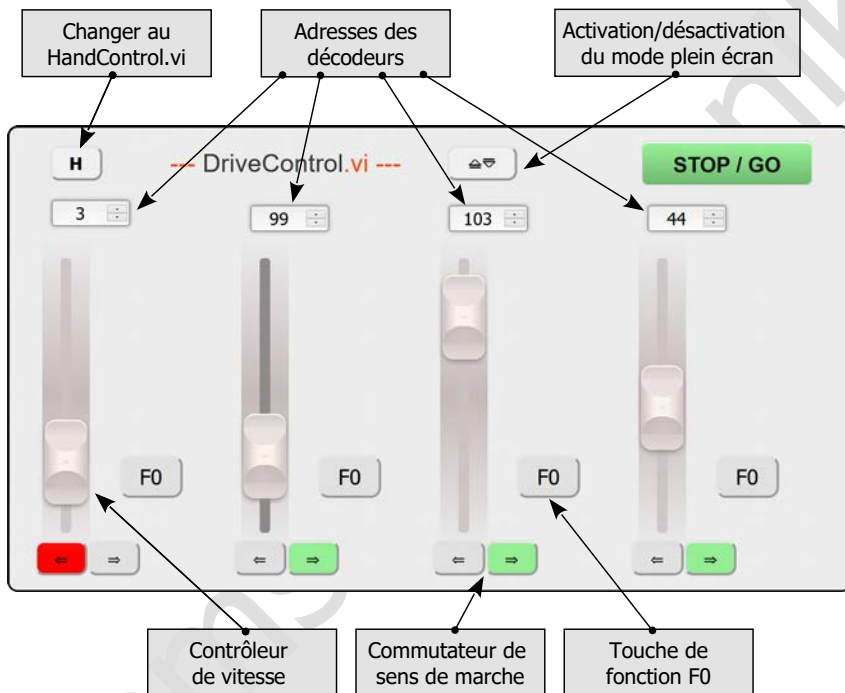 Changer au
HandControl.vi
Adresses des
décodeurs
Activation/désactivation
du mode plein écran
H
--- DriveControl.vi ---
STOP / GO
3
99
103
44
F0
F0
F0
F0
⇐ ⇒
⇐ ⇒
⇐ ⇒
⇐ ⇒
Contrôleur
de vitesse
Commutateur de
sens de marche
Touche de
fonction F0